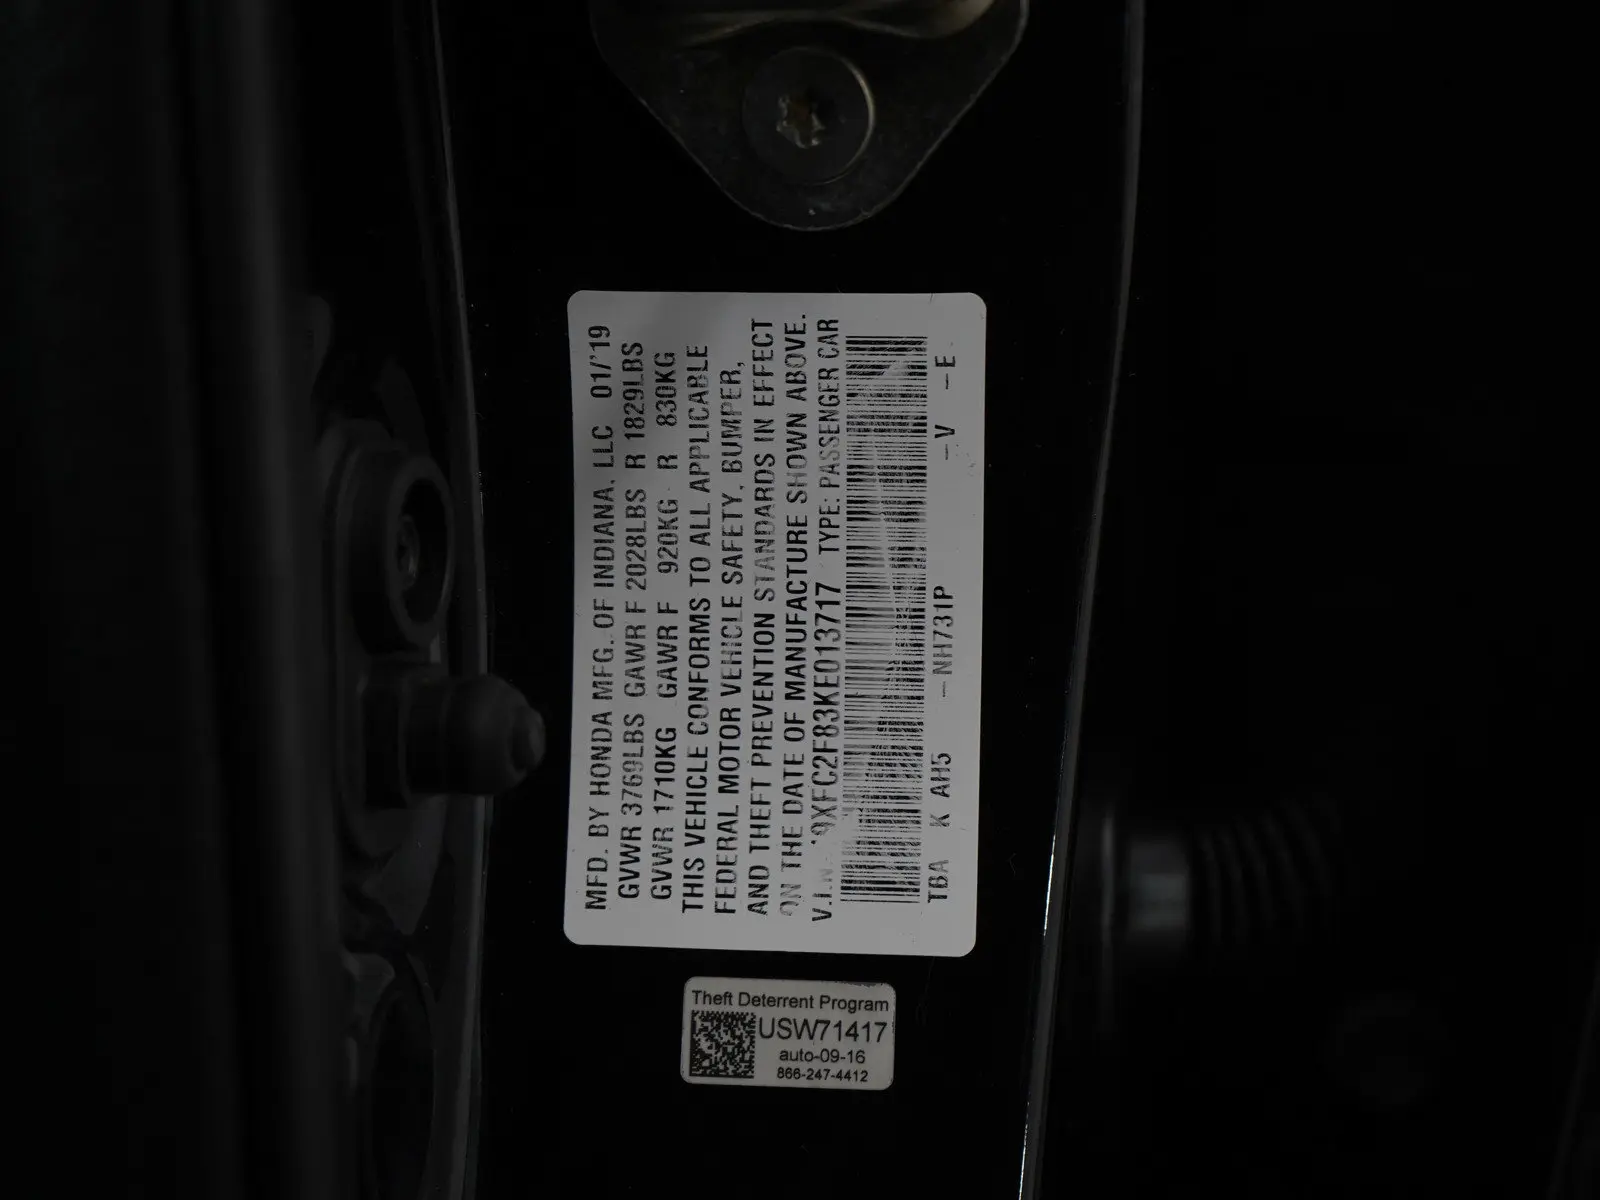 MFD. BY HONDA MFG. OF INDIANA, LLC 01/'19
GVWR 3769LBS GAWR F 2028LBS R 1829LBS
GVWR 1710KG GAWR F 920KG R 830KG
THIS VEHICLE CONFORMS TO ALL APPLICABLE
FEDERAL MOTOR VEHICLE SAFETY, BUMPER,
AND THEFT PREVENTION STANDARDS IN EFFECT
ON THE DATE OF MANUFACTURE SHOWN ABOVE.
V.I.N. 19XFC2F83KE013717 TYPE: PASSENGER CAR
TBA K AH5 -NH731P -V -E
Theft Deterrent Program
USW71417
auto-09-16
866-247-4412